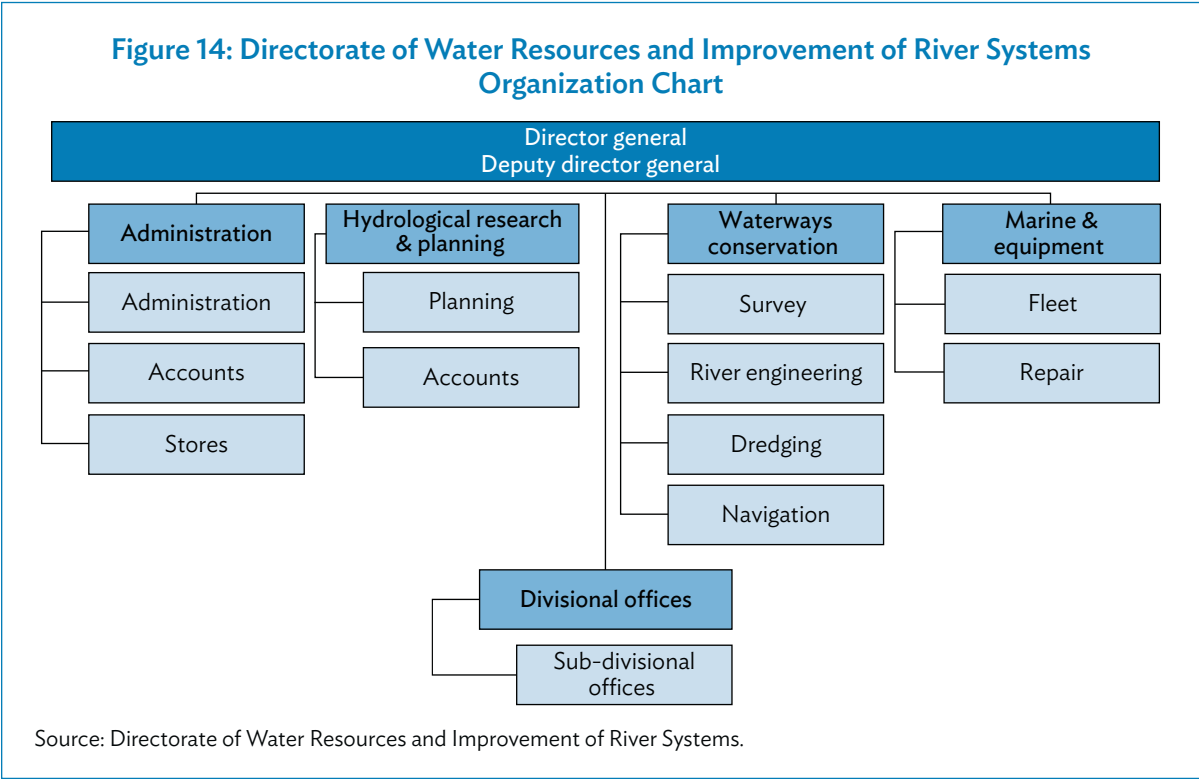 Figure 14: Directorate of Water Resources and Improvement of River Systems
Organization Chart
Director general
Deputy director general
Administration
Administration
Accounts
Stores
Hydrological research
& planning
Planning
Accounts
Waterways
conservation
Survey
River engineering
Dredging
Navigation
Marine &
equipment
Fleet
Repair
Divisional offices
Sub-divisional
offices
Source: Directorate of Water Resources and Improvement of River Systems.